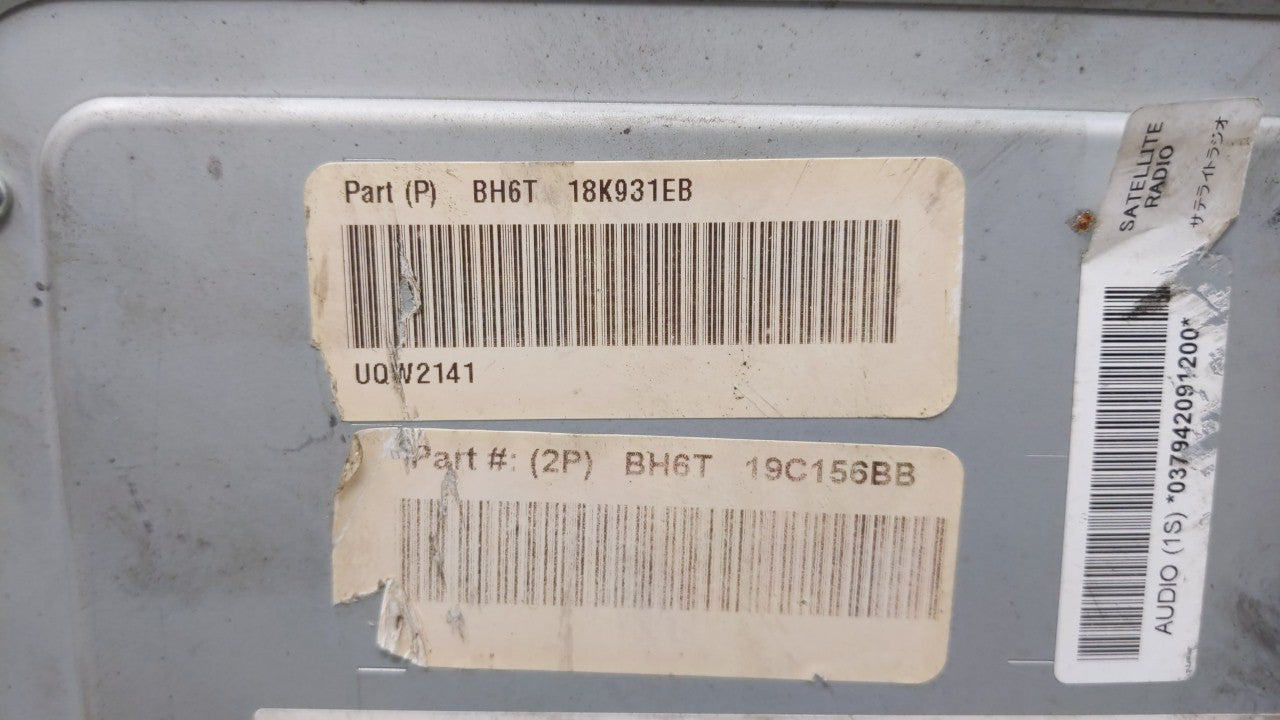 Part (P) BH6T 18K931EB
UQW2141
Part #: (2P) BH6T 19C156BB
SATELLITE
RADIO
サテライトラジオ
AUDIO (1S) *037942091200*